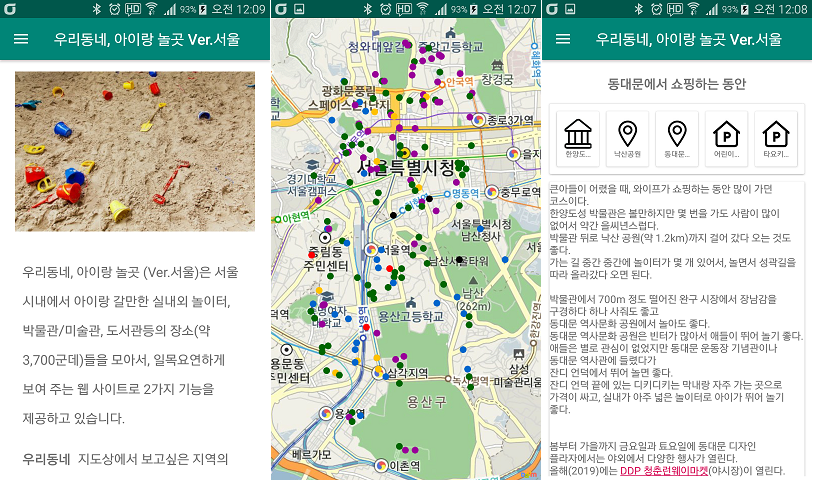 HD 93% 오전 12:09
우리동네, 아이랑 놀곳 Ver.서울
우리동네, 아이랑 놀곳 (Ver.서울)은 서울
시내에서 아이랑 갈만한 실내외 놀이터,
박물관/미술관, 도서관등의 장소(약
3,700군데)들을 모아서, 일목요연하게
보여 주는 웹 사이트로 2가지 기능을
제공하고 있습니다.
우리동네 지도상에서 보고싶은 지역의
HD 93% 오전 12:07
청와대앞길
중앙고등학교
창경궁
혜화역
안국역
광화문풍림
스페이스본1단지
종로3가역
을지
경기대학교
서울캠퍼스
서울특별시청
명동역
충무로역
아현역
서울특별시청
남산청사
중림동
주민센터
서울역
남산서울타워
남산
(262m)
숙명여자
대학교
용산고등학교
용문동
주민센터
삼각지역
녹사평역
삼성
미술관리움
용산구
용산역
베르가모
이촌역
HD 93% 오전 12:08
우리동네, 아이랑 놀곳 Ver.서울
동대문에서 쇼핑하는 동안
한양도... 낙산공원 동대문... 어린이... 타요키...
큰아들이 어렸을 때, 와이프가 쇼핑하는 동안 많이 가던
코스이다.
한양도성 박물관은 볼만하지만 몇 번을 가도 사람이 많이
없어서 약간 을씨년스럽다.
박물관 뒤로 낙산 공원(약 1.2km)까지 걸어 갔다 오는 것도
좋다.
가는 길 중간 중간에 놀이터가 몇 개 있어서, 놀면서 성곽길을
따라 올라갔다 오면 된다.
박물관에서 700m 정도 떨어진 완구 시장에서 장남감을
구경하다 하나 사줘도 좋고
동대문 역사문화 공원에서 놀아도 좋다.
동대문 역사문화 공원은 빈터가 많아서 애들이 뛰어 놀기 좋다.
애들은 별로 관심이 없었지만 동대문 운동장 기념관이나
동대문 역사관에 들렸다가
잔디 언덕에서 뛰어 놀면 좋다.
잔디 언덕 끝에 있는 디키디키는 막내랑 자주 가는 곳으로
가격이 싸고, 실내가 아주 넓은 놀이터로 아이가 뛰어 놀기
좋다.
봄부터 가을까지 금요일과 툐요일에 동대문 디자인
플라자에서는 야외에서 다양한 행사가 열린다.
올해(2019)에는 DDP 청춘런웨이마켓(야시장)이 열린다.